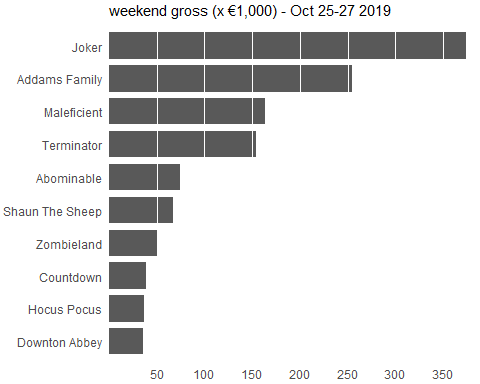 weekend gross (x €1,000) - Oct 25-27 2019
Joker
Addams Family
Maleficient
Terminator
Abominable
Shaun The Sheep
Zombieland
Countdown
Hocus Pocus
Downton Abbey
50 100 150 200 250 300 350